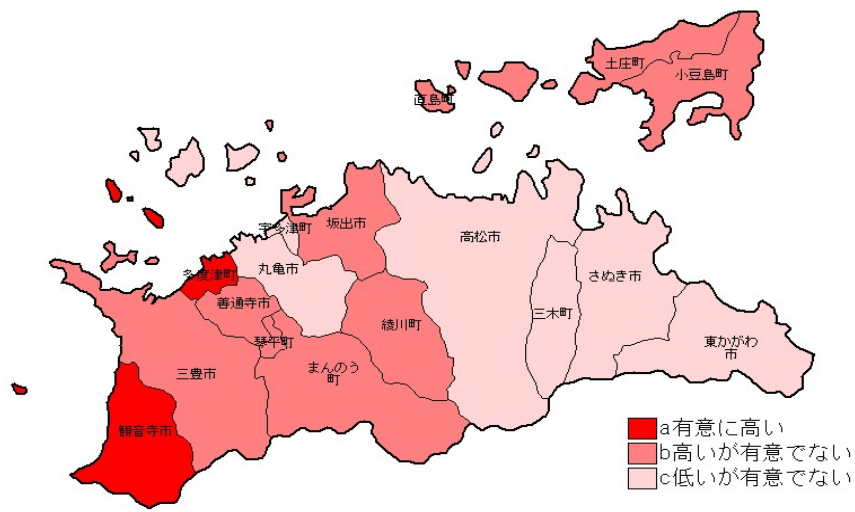 土庄町
小豆島町
直島町
宇多津町
坂出市
高松市
多度津町
丸亀市
さぬき市
善通寺市
綾川町
三木町
琴平町
東かがわ
市
三豊市
まんのう
町
観音寺市
a有意に高い
b高いが有意でない
c低いが有意でない